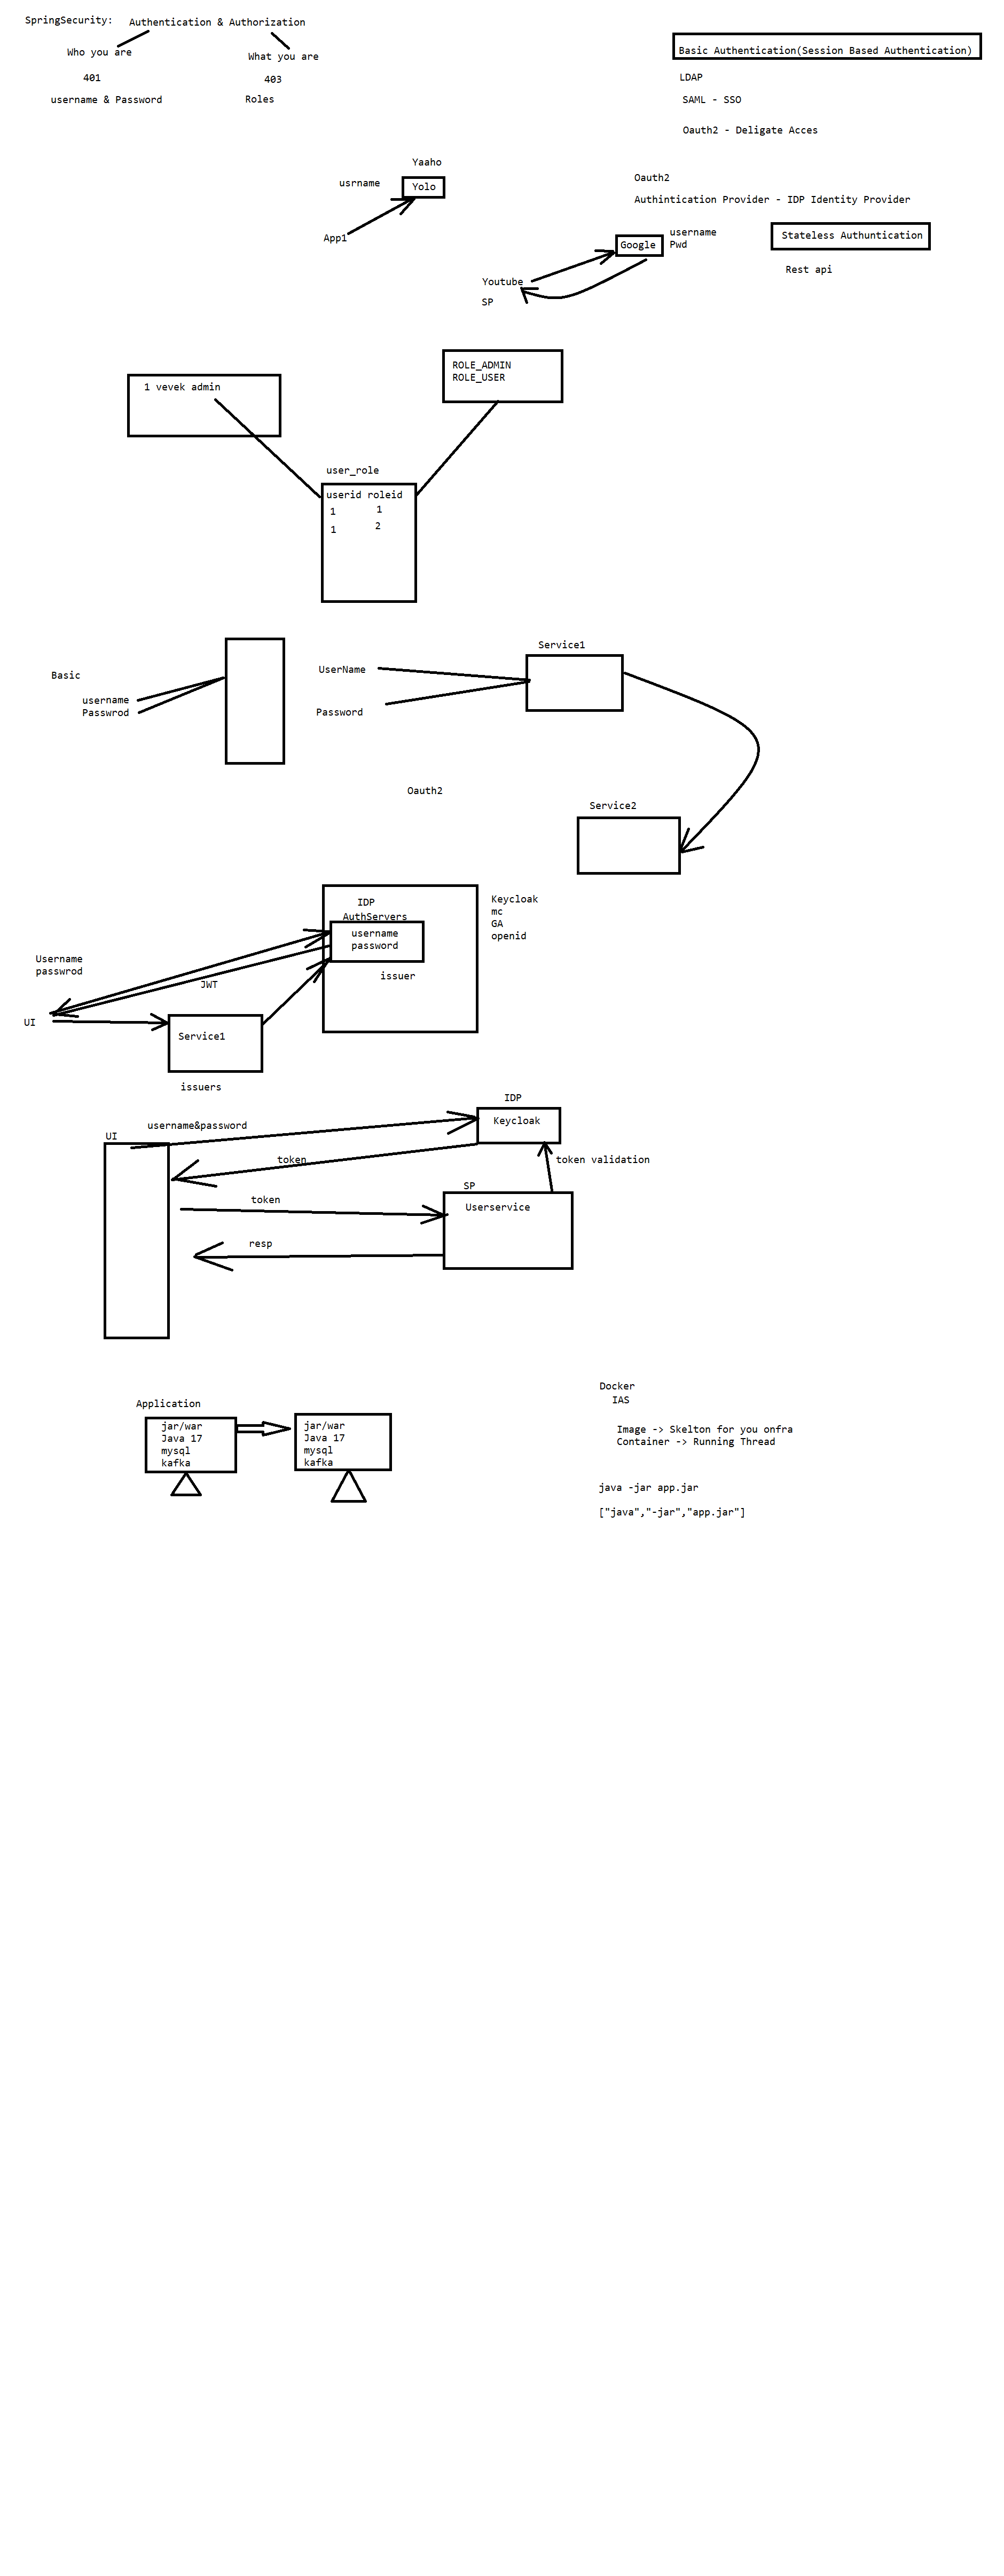 SpringSecurity:
Authentication & Authorization
Who you are
What you are
401
403
username & Password
Roles
Basic Authentication(Session Based Authentication)
LDAP
SAML - SSO
Oauth2 - Deligate Acces
Yaaho
usrname
Yolo
App1
Oauth2
Authintication Provider - IDP Identity Provider
username
Pwd
Google
Stateless Authuntication
Rest api
Youtube
SP
1 vevek admin
ROLE_ADMIN
ROLE_USER
user_role
userid roleid
1 1
1 2
Basic
username
Passwrod
UserName
Password
Service1
Oauth2
Service2
IDP
AuthServers
username
password
issuer
Keycloak
mc
GA
openid
Username
passwrod
JWT
UI
Service1
issuers
IDP
Keycloak
username&password
UI
token
token validation
SP
Userservice
token
resp
Application
jar/war
Java 17
mysql
kafka
jar/war
Java 17
mysql
kafka
Docker
IAS
Image -> Skelton for you onfra
Container -> Running Thread
java -jar app.jar
["java","-jar","app.jar"]